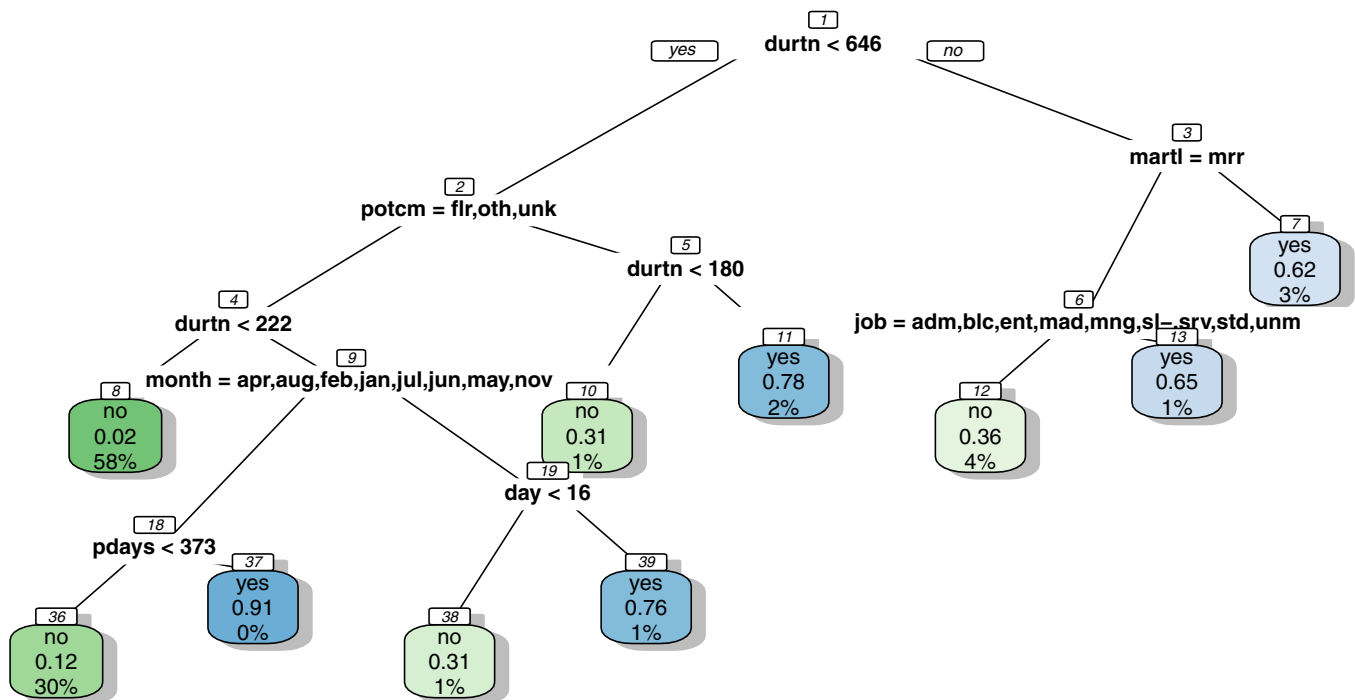 1
durtn < 646
yes
no
3
martl = mrr
2
potcm = flr,oth,unk
7
yes
0.62
3%
5
durtn < 180
4
durtn < 222
6
job = adm,blc,ent,mad,mng,sl−,srv,std,unm
9
month = apr,aug,feb,jan,jul,jun,may,nov
11
yes
0.78
2%
13
yes
0.65
1%
8
no
0.02
58%
10
no
0.31
1%
12
no
0.36
4%
19
day < 16
18
pdays < 373
37
yes
0.91
0%
39
yes
0.76
1%
36
no
0.12
30%
38
no
0.31
1%